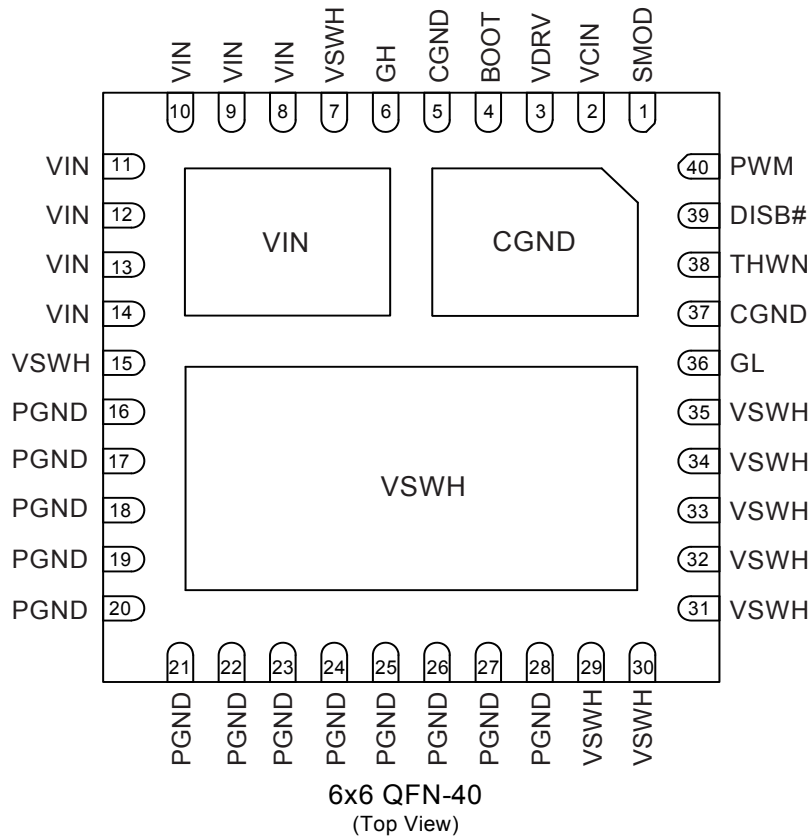 VIN VIN VIN VSWH GH CGND BOOT VDRV VCIN SMOD
10 9 8 7 6 5 4 3 2 1
VIN 11 40 PWM
VIN 12 39 DISB#
VIN CGND
VIN 13 38 THWN
VIN 14 37 CGND
VSWH 15 36 GL
PGND 16 35 VSWH
PGND 17 34 VSWH
VSWH
PGND 18 33 VSWH
PGND 19 32 VSWH
PGND 20 31 VSWH
21 22 23 24 25 26 27 28 29 30
PGND PGND PGND PGND PGND PGND PGND PGND VSWH VSWH
6x6 QFN-40
(Top View)